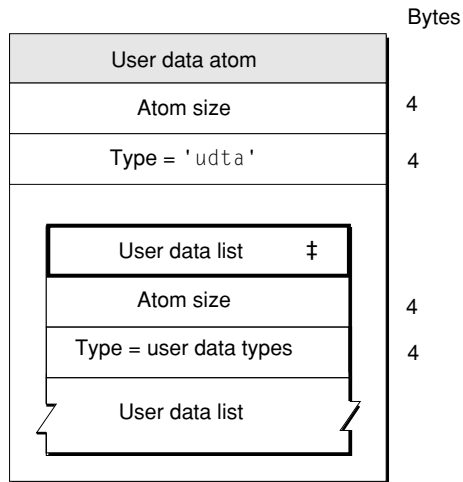 Bytes
User data atom
Atom size 4
Type = 'udta' 4
User data list ‡
Atom size 4
Type = user data types 4
User data list